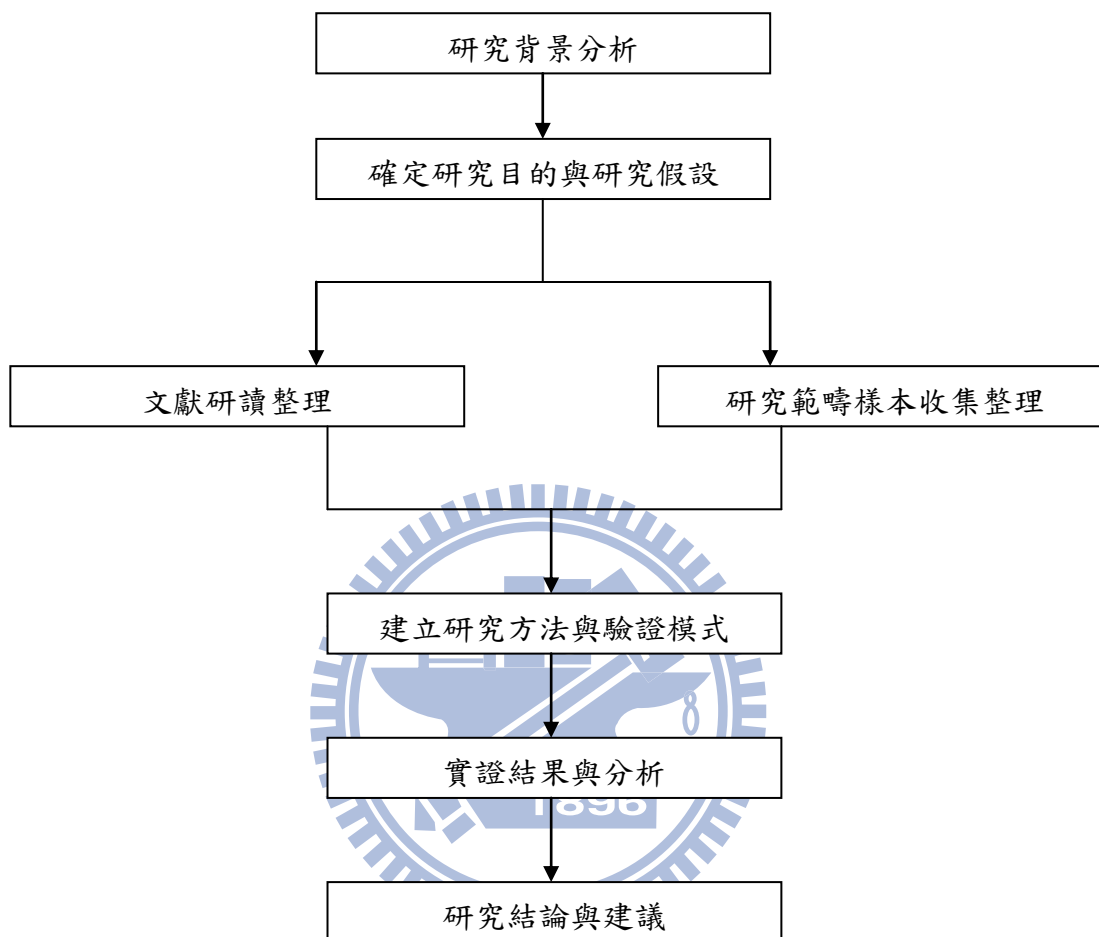 研究背景分析
確定研究目的與研究假設
文獻研讀整理
研究範疇樣本收集整理
建立研究方法與驗證模式
實證結果與分析
1896
研究結論與建議